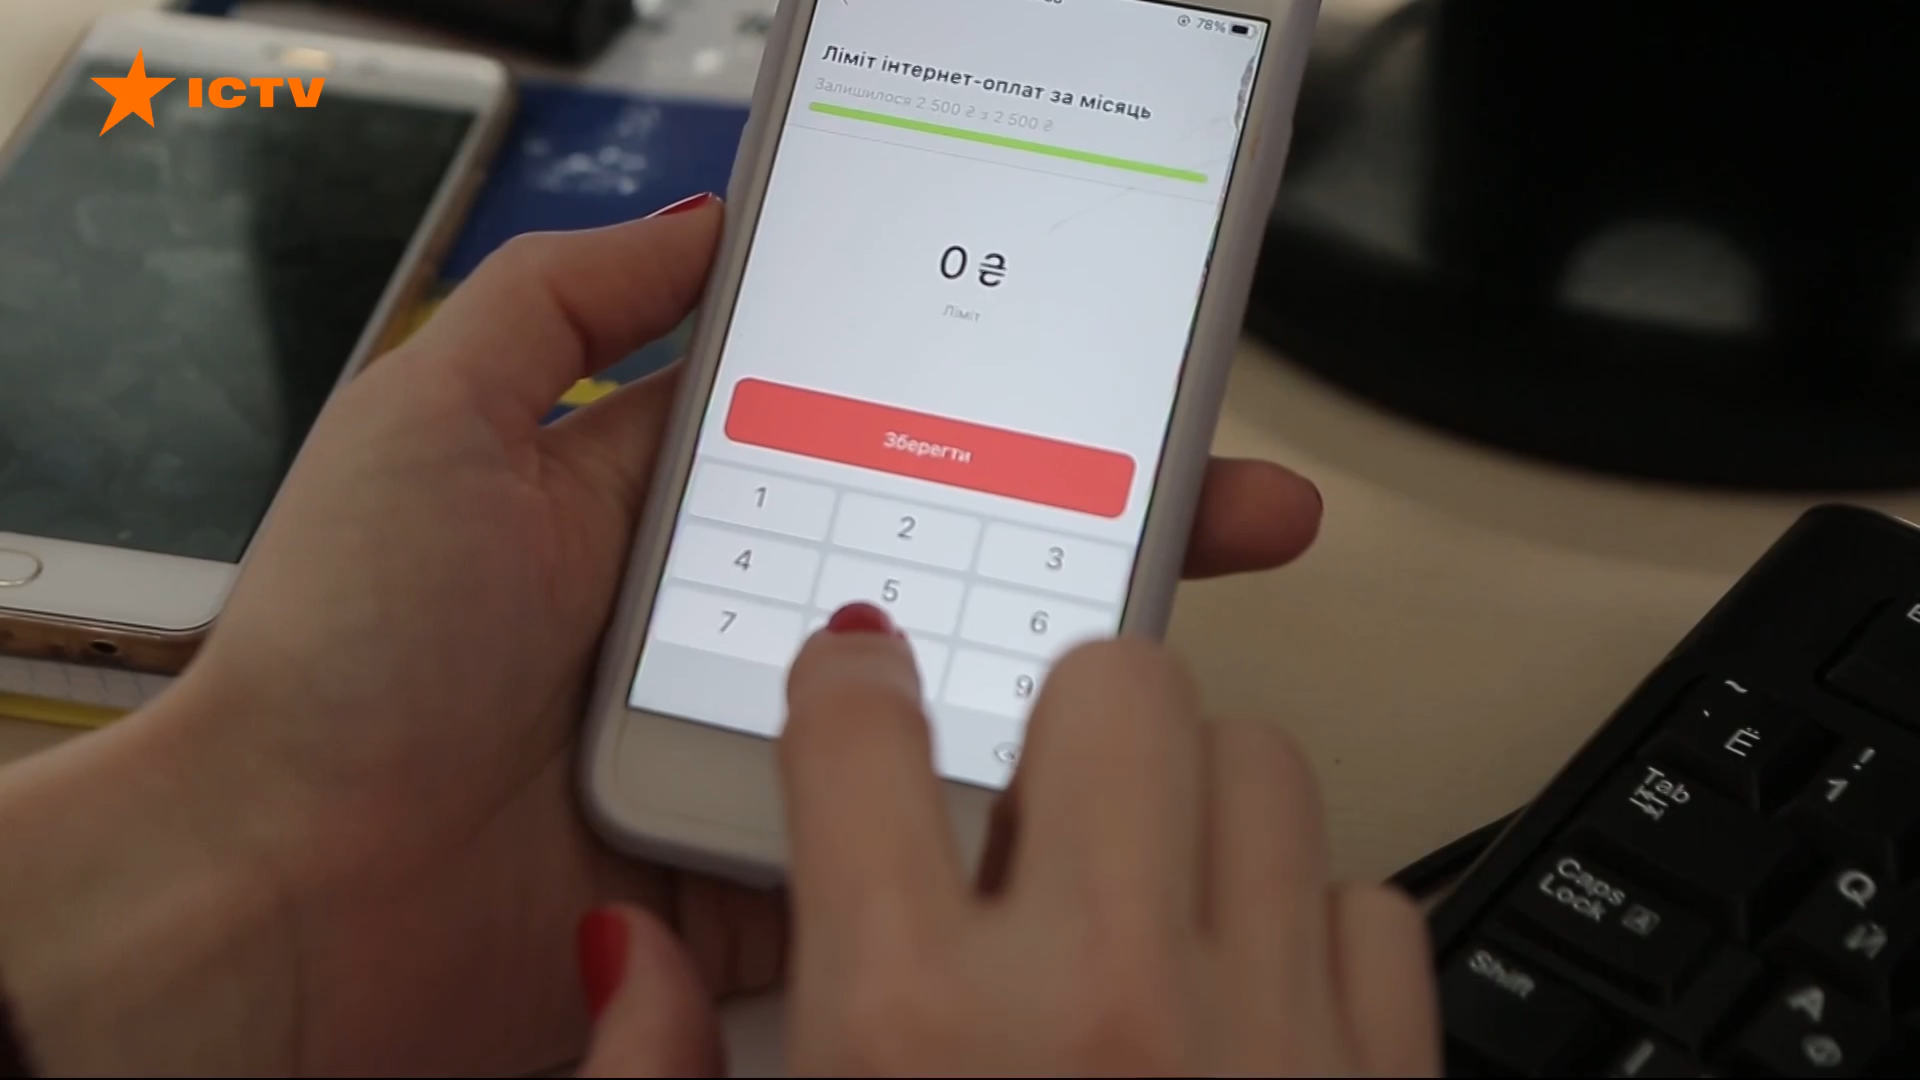 ICTV
78%
Ліміт інтернет-оплат за місяць
Залишилося 2 500 ₴ з 2 500 ₴
0 ₴
Ліміт
Зберегти
1
2
3
4
5
6
7
9
~
Ё
!
1
Tab
Caps
Lock A
Q
Й
Shift
A
Ф